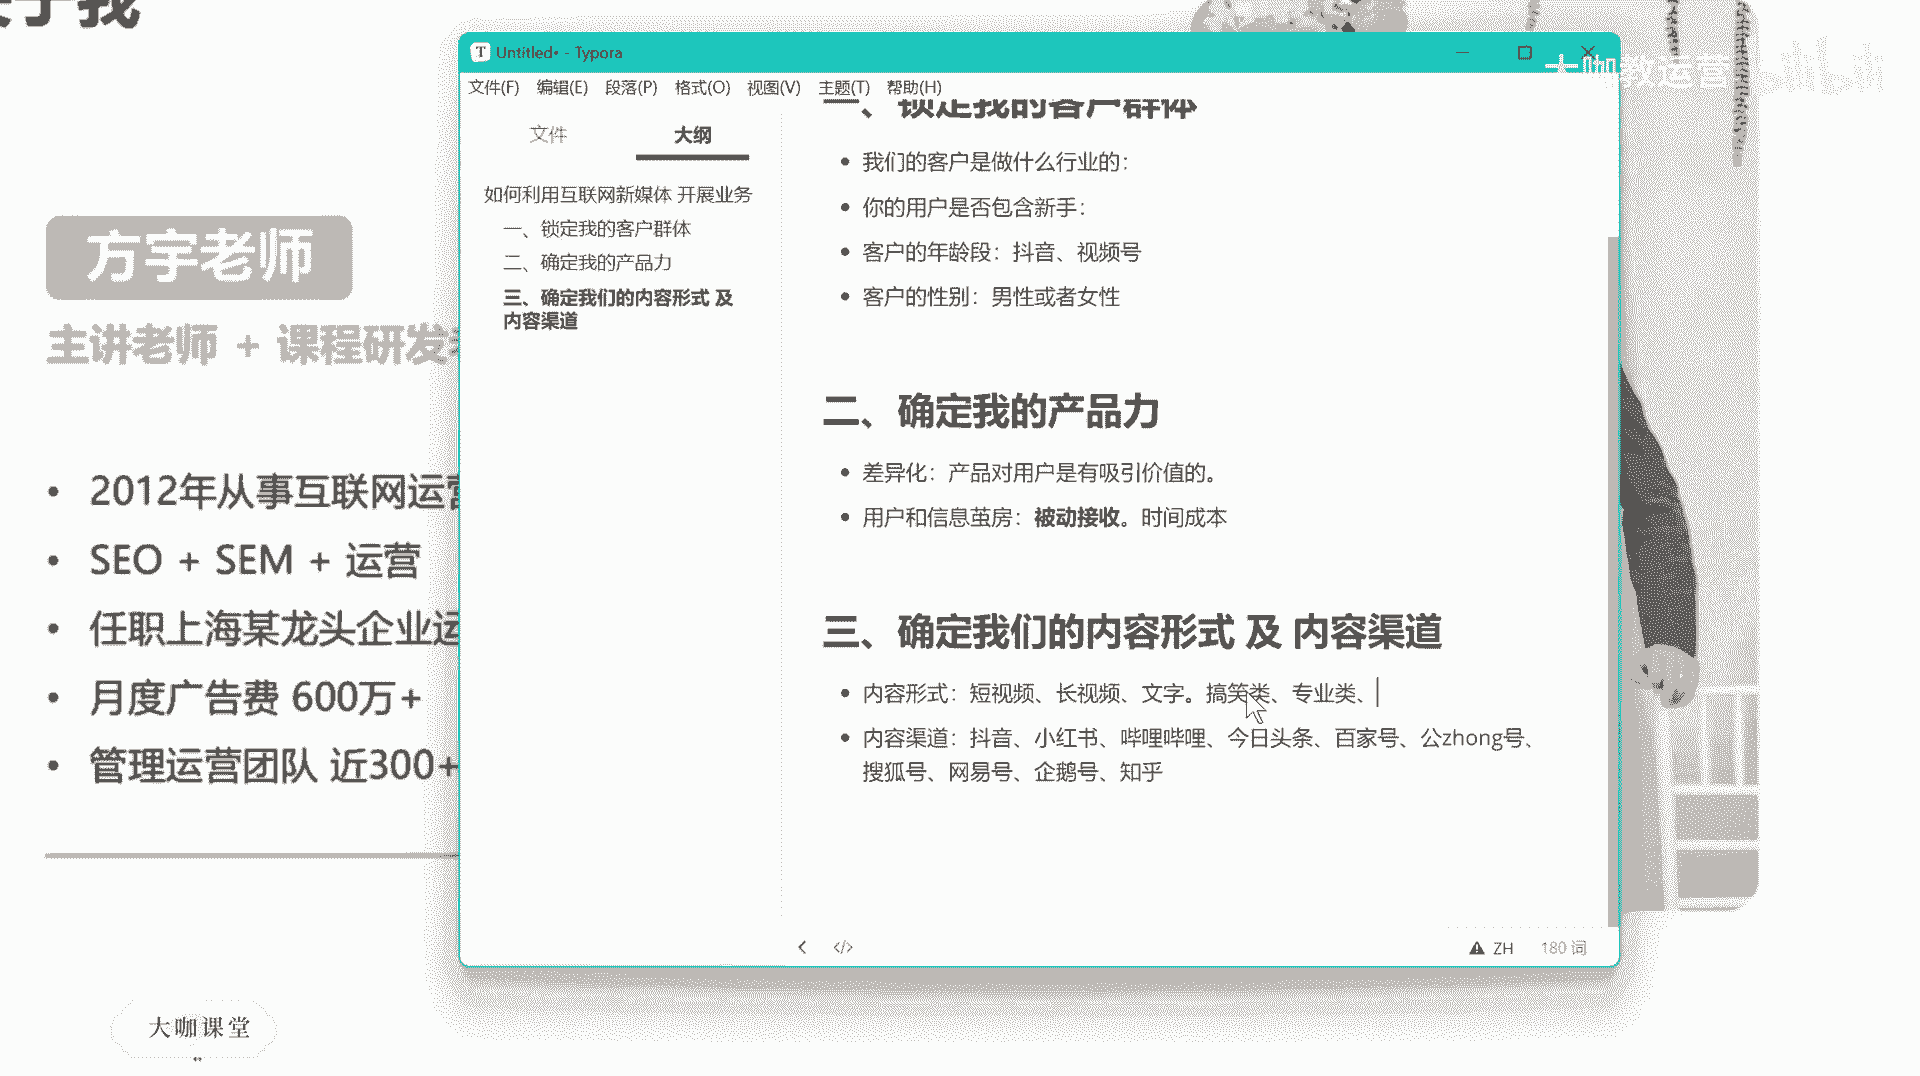 关于我
方宇老师
主讲老师 + 课程研发
2012年从事互联网运营
SEO + SEM + 运营
任职上海某龙头企业运
月度广告费 600万+
管理运营团队 近300+
大咖课堂
Untitled• - Typora
文件(F) 编辑(E) 段落(P) 格式(O) 视图(V) 主题(T) 帮助(H)
文件 大纲
如何利用互联网新媒体 开展业务
一、锁定我的客户群体
二、确定我的产品力
三、确定我们的内容形式 及
内容渠道
一、锁定我的客户群体
我们的客户是做什么行业的：
你的用户是否包含新手：
客户的年龄段：抖音、视频号
客户的性别：男性或者女性
二、确定我的产品力
差异化：产品对用户是有吸引价值的。
用户和信息茧房：被动接收。时间成本
三、确定我们的内容形式 及 内容渠道
内容形式：短视频、长视频、文字。搞笑类、专业类、
内容渠道：抖音、小红书、哔哩哔哩、今日头条、百家号、公zhong号、
搜狐号、网易号、企鹅号、知乎
ZH 180 词
大咖教运营 bilibili